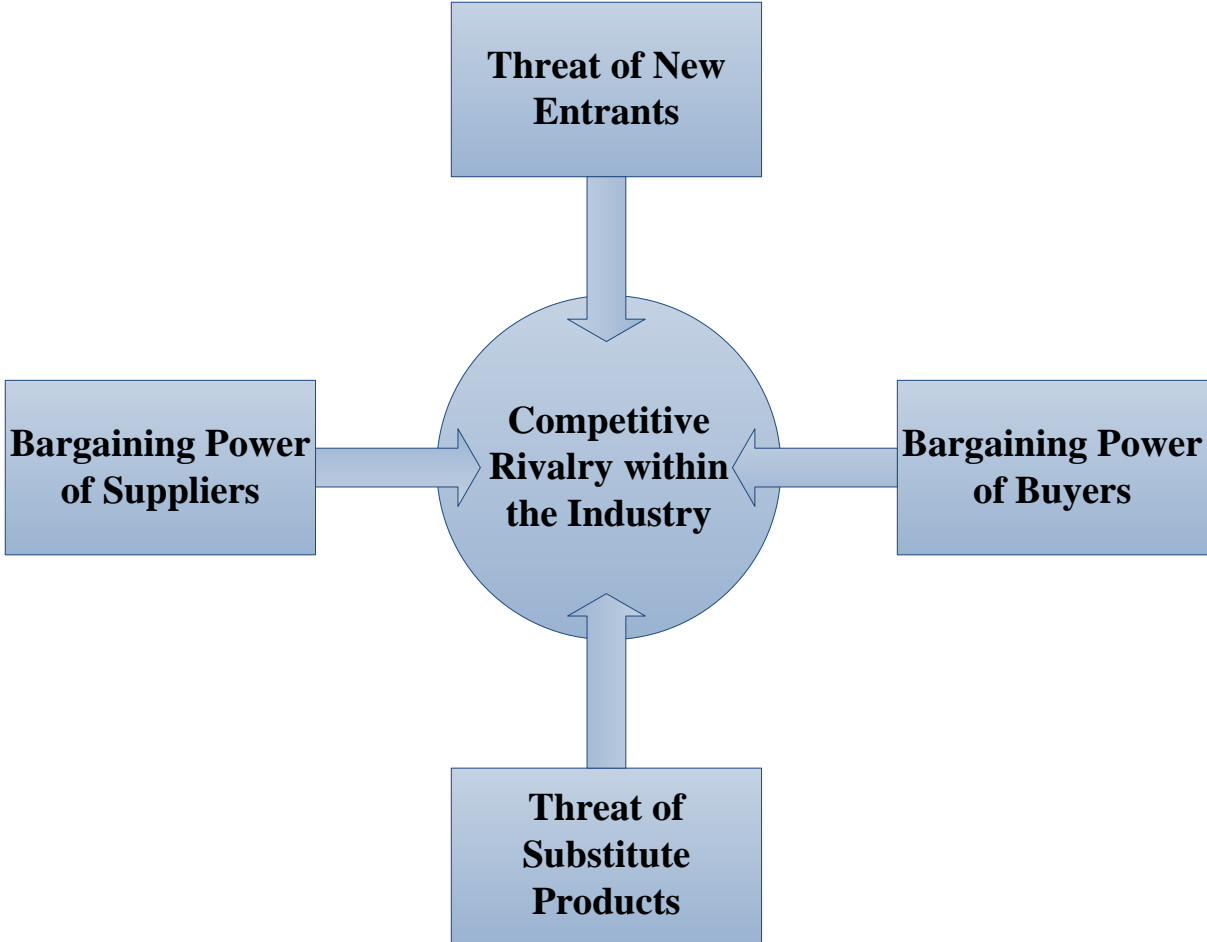 Threat of New
Entrants
Bargaining Power
of Suppliers
Competitive
Rivalry within
the Industry
Bargaining Power
of Buyers
Threat of
Substitute
Products